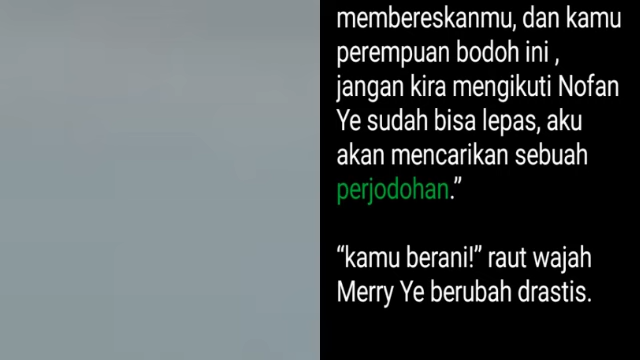 membereskanmu, dan kamu
perempuan bodoh ini ,
jangan kira mengikuti Nofan
Ye sudah bisa lepas, aku
akan mencarikan sebuah
perjodohan.”
“kamu berani!” raut wajah
Merry Ye berubah drastis.